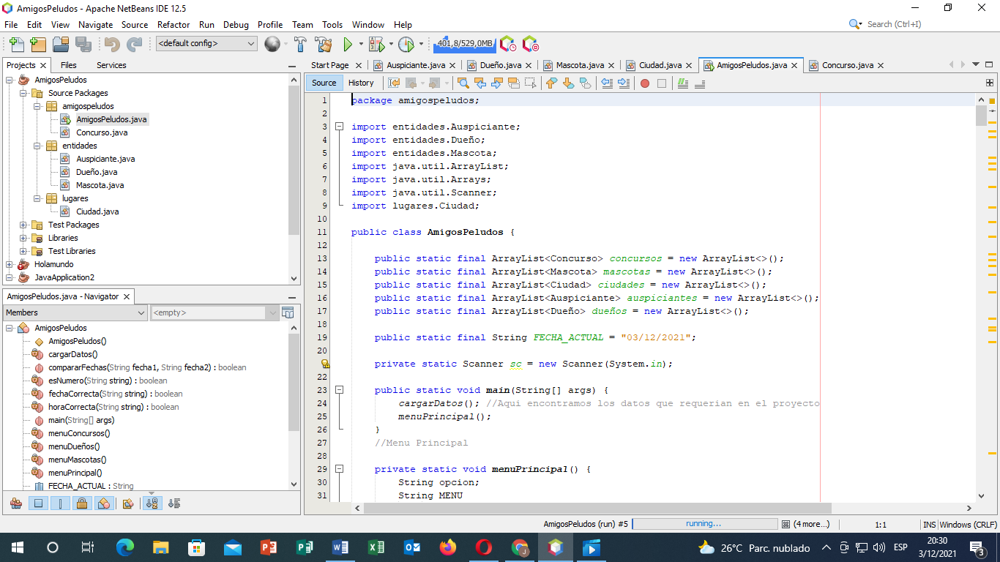 AmigosPeludos - Apache NetBeans IDE 12.5
File Edit View Navigate Source Refactor Run Debug Profile Team Tools Window Help
Search (Ctrl+I)
<default config>
401,8/529,0MB
Projects Files Services
AmigosPeludos
Source Packages
amigospeludos
AmigosPeludos.java
Concurso.java
entidades
Auspiciante.java
Dueño.java
Mascota.java
lugares
Ciudad.java
Test Packages
Libraries
Test Libraries
Holamundo
JavaApplication2
AmigosPeludos.java - Navigator
Members <empty>
AmigosPeludos
AmigosPeludos()
cargarDatos()
compararFechas(String fecha1, String fecha2) : boolean
esNumero(String string) : boolean
fechaCorrecta(String string) : boolean
horaCorrecta(String string) : boolean
main(String[] args)
menuConcursos()
menuDueños()
menuMascotas()
menuPrincipal()
FECHA_ACTUAL : String
Start Page Auspiciante.java Dueño.java Mascota.java Ciudad.java AmigosPeludos.java Concurso.java
Source History
1 package amigospeludos;
2
3 import entidades.Auspiciante;
4 import entidades.Dueño;
5 import entidades.Mascota;
6 import java.util.ArrayList;
7 import java.util.Arrays;
8 import java.util.Scanner;
9 import lugares.Ciudad;
10
11 public class AmigosPeludos {
12
13 public static final ArrayList<Concurso> concursos = new ArrayList<>();
14 public static final ArrayList<Mascota> mascotas = new ArrayList<>();
15 public static final ArrayList<Ciudad> ciudades = new ArrayList<>();
16 public static final ArrayList<Auspiciante> auspiciantes = new ArrayList<>();
17 public static final ArrayList<Dueño> dueños = new ArrayList<>();
18
19 public static final String FECHA_ACTUAL = "03/12/2021";
20
private static Scanner sc = new Scanner(System.in);
22
23 public static void main(String[] args) {
24 cargarDatos(); //Aqui encontramos los datos que requerian en el proyecto
25 menuPrincipal();
26 }
27 //Menu Principal
28
29 private static void menuPrincipal() {
30 String opcion;
31 String MENU
AmigosPeludos (run) #5 running... (4 more...) 1:1 INS Windows (CRLF)
26°C Parc. nublado ESP 20:30
3/12/2021 3